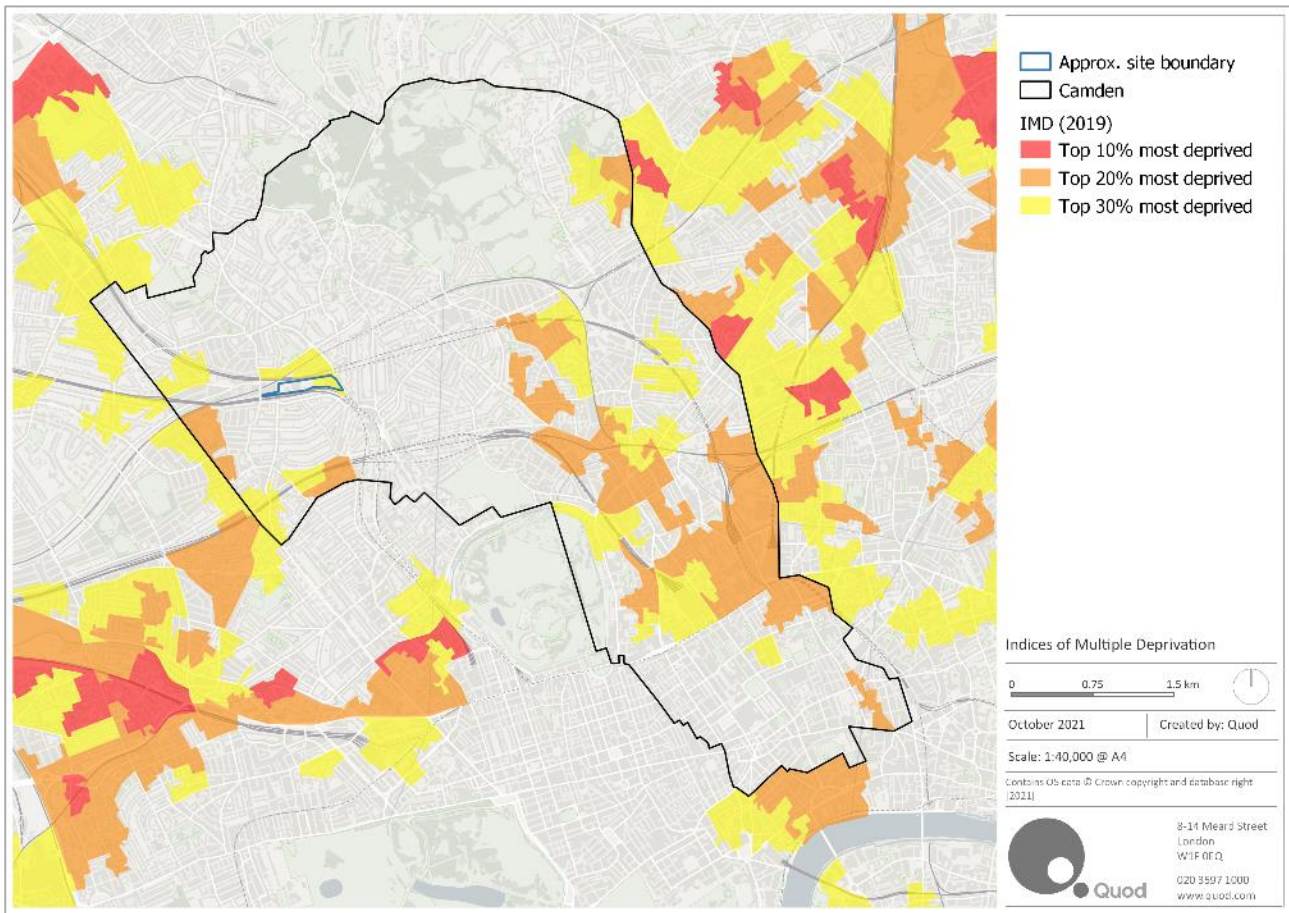 Approx. site boundary
Camden
IMD (2019)
Top 10% most deprived
Top 20% most deprived
Top 30% most deprived
Indices of Multiple Deprivation
0 0.75 1.5 km
October 2021 Created by: Quod
Scale: 1:40,000 @ A4
Contains OS data © Crown copyright and database right
[2021]
8-14 Meard Street
London
W1F 0EQ
020 3597 1000
www.quod.com
Quod